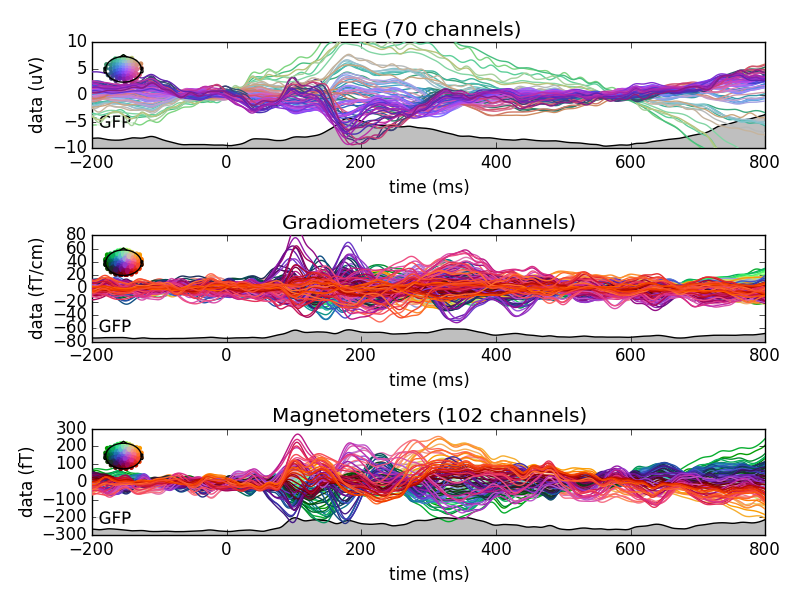 EEG (70 channels)
data (uV)
10
5
0
−5
−10
GFP
−200 0 200 400 600 800
time (ms)
Gradiometers (204 channels)
data (fT/cm)
80
60
40
20
0
−20
−40
−60
−80
GFP
−200 0 200 400 600 800
time (ms)
Magnetometers (102 channels)
data (fT)
300
200
100
0
−100
−200
−300
GFP
−200 0 200 400 600 800
time (ms)